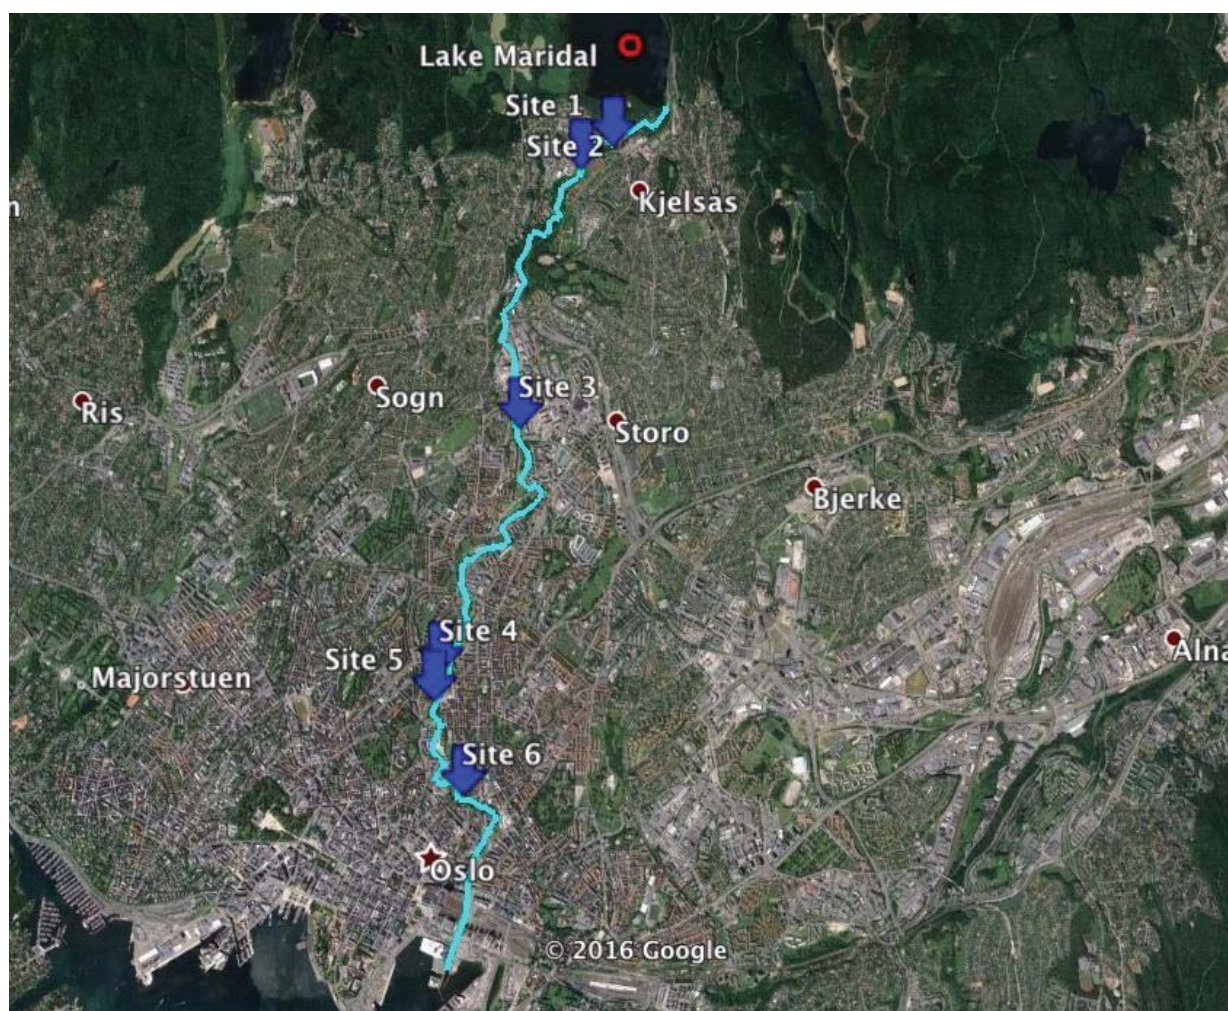 Lake Maridal
Site 1
Site 2
Kjelsås
n
Site 3
Sogn
Ris
Storo
Bjerke
Site 4
Site 5
Alna
Majorstuen
Site 6
Oslo
© 2016 Google